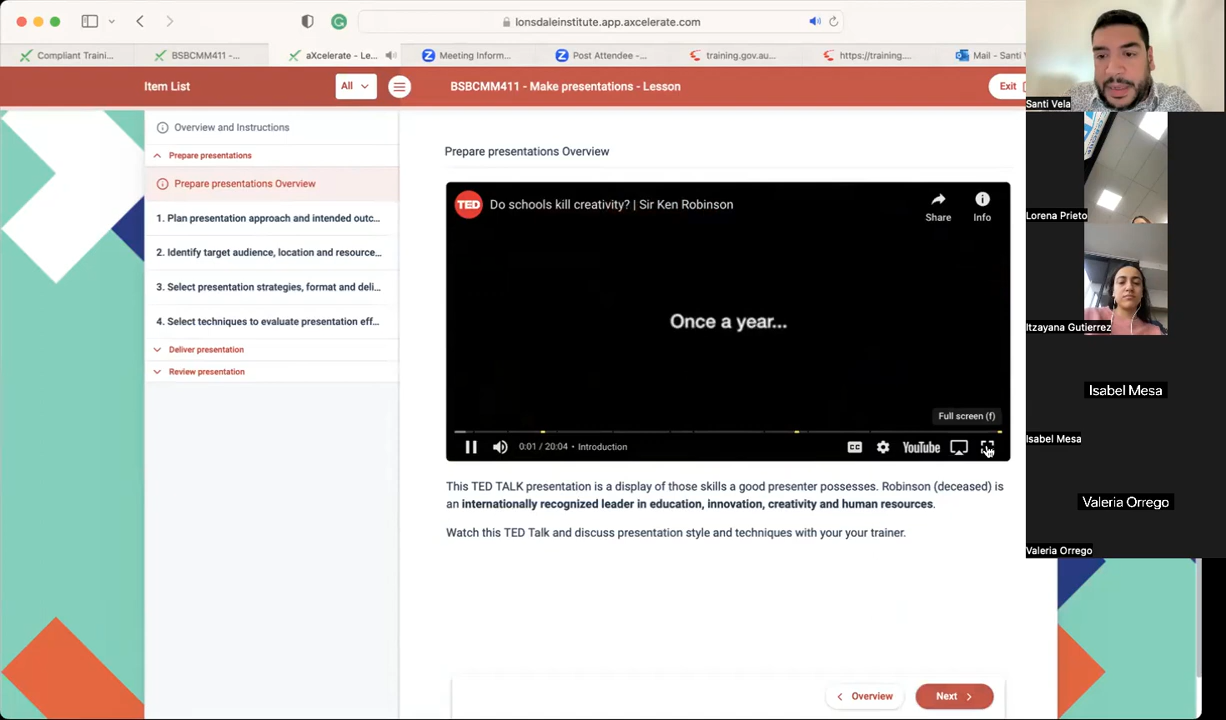 lonsdaleinstitute.app.axcelerate.com
Compliant Traini...
BSBCMM411 -...
aXcelerate - Le...
Meeting Inform...
Post Attendee -...
training.gov.au...
https://training....
Mail - Santi V
Item List
All
BSBCMM411 - Make presentations - Lesson
Exit
Overview and Instructions
Prepare presentations
Prepare presentations Overview
1. Plan presentation approach and intended outc...
2. Identify target audience, location and resource...
3. Select presentation strategies, format and deli...
4. Select techniques to evaluate presentation eff...
Deliver presentation
Review presentation
Prepare presentations Overview
TED
Do schools kill creativity? | Sir Ken Robinson
Share
Info
Once a year...
Full screen (f)
0:01 / 20:04 • Introduction
CC
YouTube
This TED TALK presentation is a display of those skills a good presenter possesses. Robinson (deceased) is
an internationally recognized leader in education, innovation, creativity and human resources.
Watch this TED Talk and discuss presentation style and techniques with your your trainer.
Overview
Next
Santi Vela
Lorena Prieto
Itzayana Gutierrez
Isabel Mesa
Isabel Mesa
Valeria Orrego
Valeria Orrego